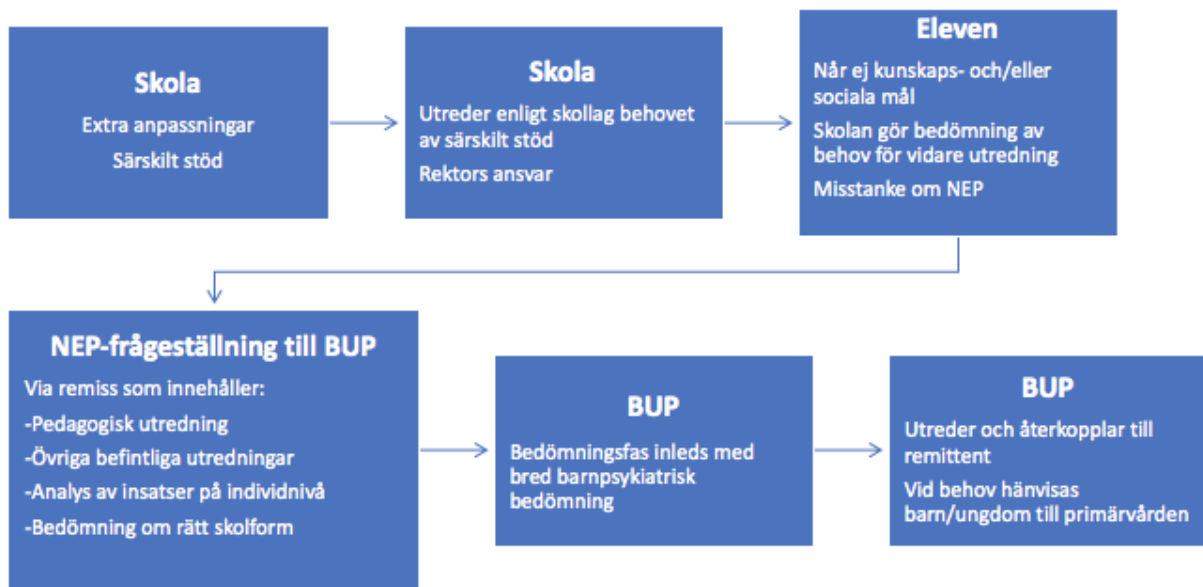 Skola
Extra anpassningar
Särskilt stöd
Skola
Utreder enligt skollag behovet
av särskilt stöd
Rektors ansvar
Eleven
Når ej kunskaps- och/eller
sociala mål
Skolan gör bedömning av
behov för vidare utredning
Misstanke om NEP
NEP-frågeställning till BUP
Via remiss som innehåller:
-Pedagogisk utredning
-Övriga befintliga utredningar
-Analys av insatser på individnivå
-Bedömning om rätt skolform
BUP
Bedömningsfas inleds med
bred barnpsykiatrisk
bedömning
BUP
Utreder och återkopplar till
remittent
Vid behov hänvisas
barn/ungdom till primärvården